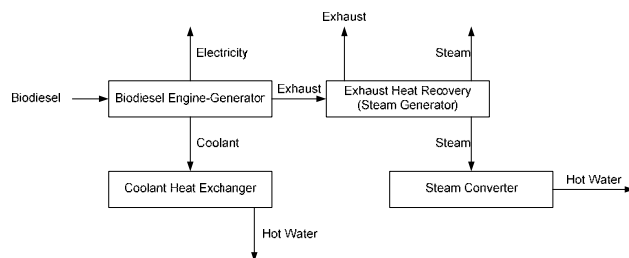 Exhaust
Electricity
Steam
Biodiesel
Biodiesel Engine-Generator
Exhaust
Exhaust Heat Recovery
(Steam Generator)
Coolant
Steam
Coolant Heat Exchanger
Steam Converter
Hot Water
Hot Water